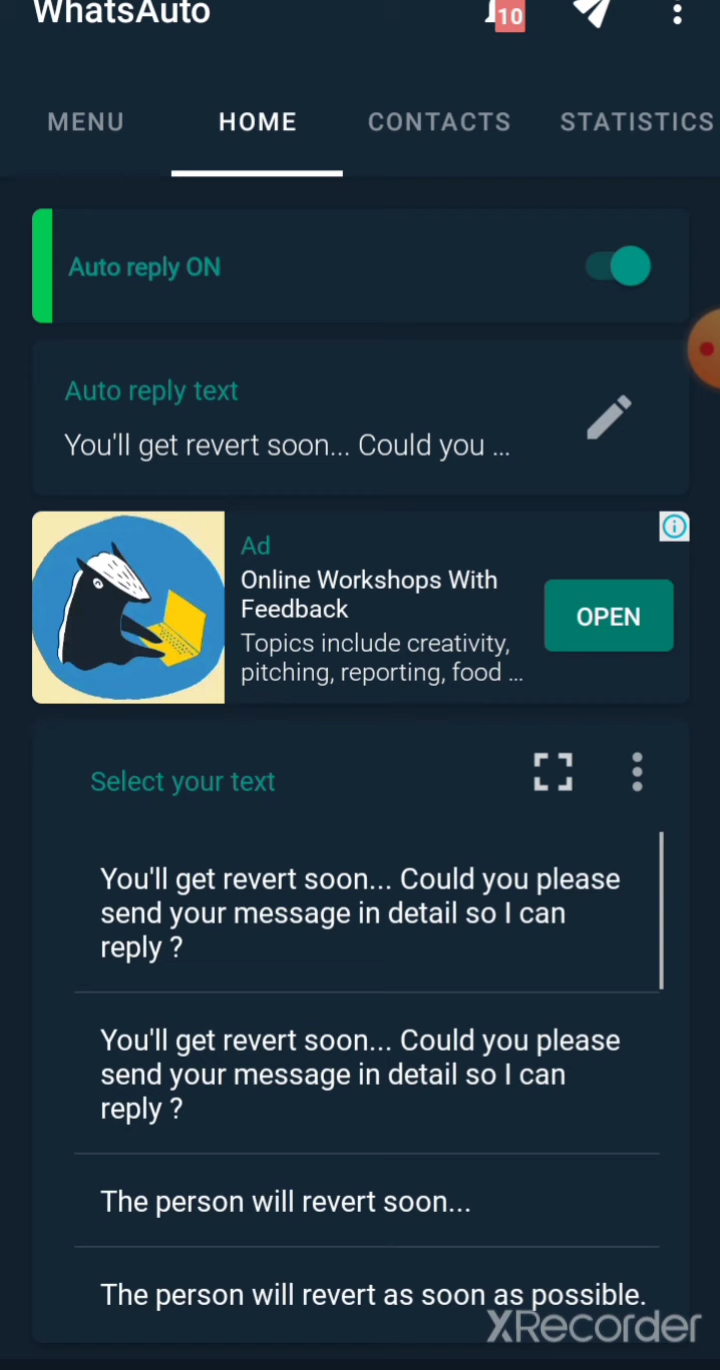 WhatsAuto
10
MENU HOME CONTACTS STATISTICS
Auto reply ON
Auto reply text
You'll get revert soon... Could you ...
Ad
Online Workshops With
Feedback
Topics include creativity,
pitching, reporting, food ...
OPEN
Select your text
You'll get revert soon... Could you please
send your message in detail so I can
reply ?
You'll get revert soon... Could you please
send your message in detail so I can
reply ?
The person will revert soon...
The person will revert as soon as possible.
XRecorder